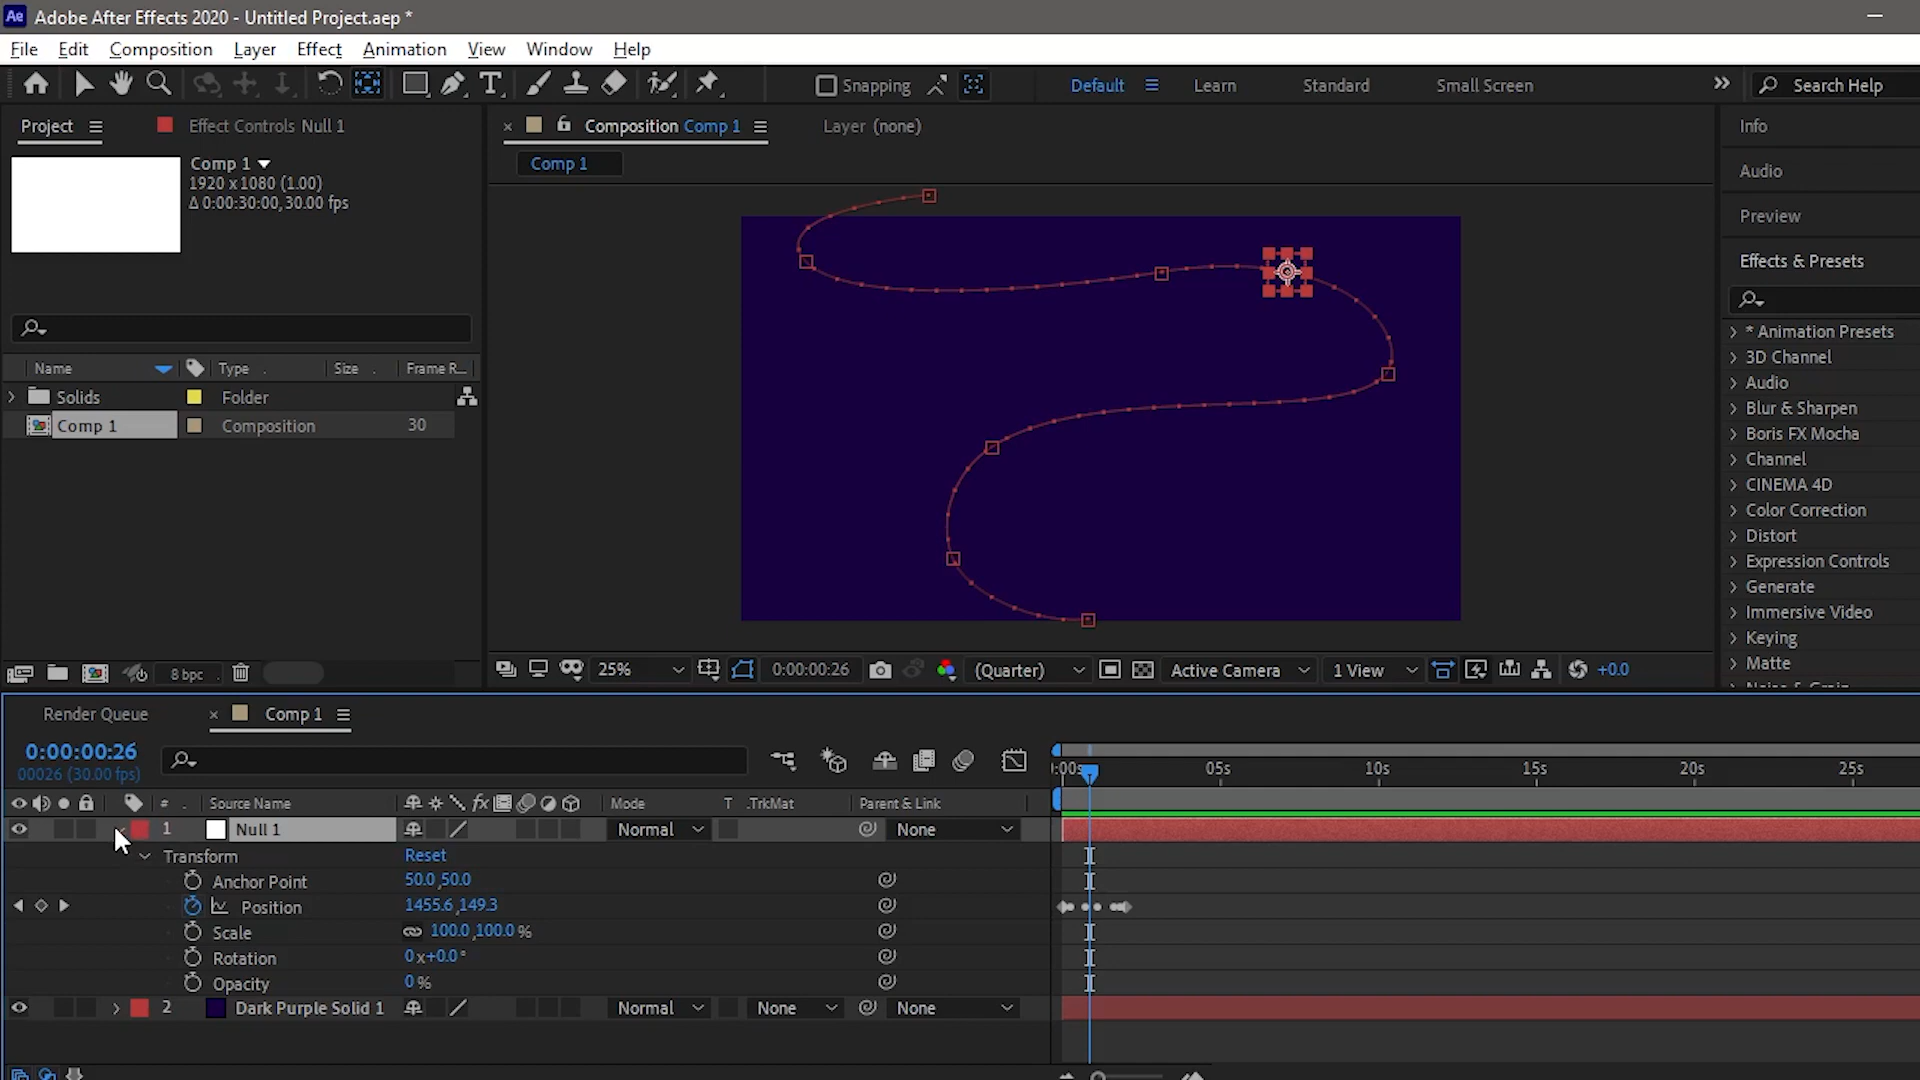 Ae Adobe After Effects 2020 - Untitled Project.aep *
File Edit Composition Layer Effect Animation View Window Help
Snapping Default Learn Standard Small Screen Search Help
Project Effect Controls Null 1 Composition Comp 1 Layer (none) Info
Comp 1
1920 x 1080 (1.00)
Δ 0:00:30:00, 30.00 fps
Comp 1
Audio
Preview
Effects & Presets
Name Type Size Frame R...
Solids Folder
Comp 1 Composition 30
* Animation Presets
3D Channel
Audio
Blur & Sharpen
Boris FX Mocha
Channel
CINEMA 4D
Color Correction
Distort
Expression Controls
Generate
Immersive Video
Keying
Matte
8 bpc 25% 0:00:00:26 (Quarter) Active Camera 1 View +0.0
Render Queue Comp 1
0:00:00:26
00026 (30.00 fps)
:00s 05s 10s 15s 20s 25s
# Source Name fx Mode T .TrkMat Parent & Link
1 Null 1 Normal None
Transform Reset
Anchor Point 50.0,50.0
Position 1455.6,149.3
Scale 100.0,100.0 %
Rotation 0x+0.0°
Opacity 0 %
2 Dark Purple Solid 1 Normal None None